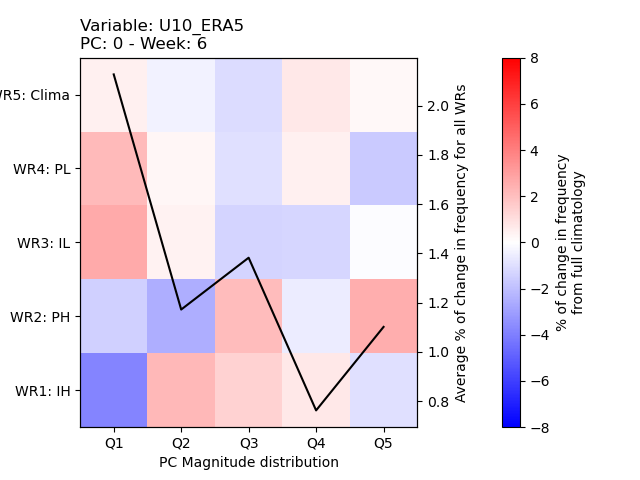 Variable: U10_ERA5
PC: 0 - Week: 6
WR5: Clima
WR4: PL
WR3: IL
WR2: PH
WR1: IH
Q1 Q2 Q3 Q4 Q5
PC Magnitude distribution
2.0
1.8
1.6
1.4
1.2
1.0
0.8
Average % of change in frequency for all WRs
8
6
4
2
0
−2
−4
−6
−8
% of change in frequency
from full climatology